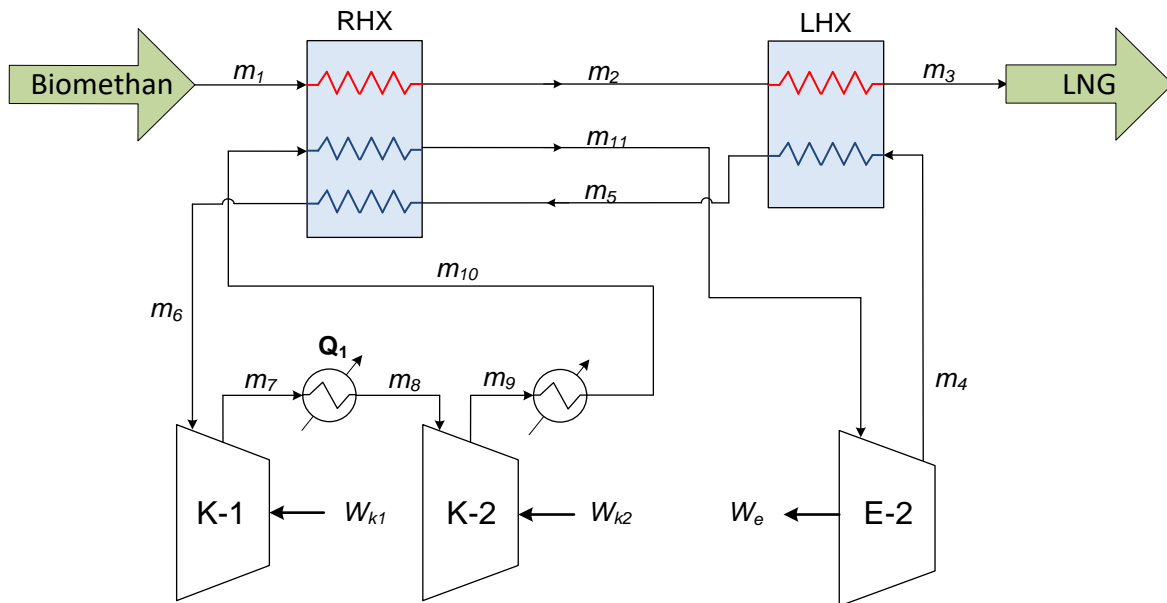 RHX
LHX
Biomethan
m1
m2
m3
LNG
m11
m5
m10
m6
Q1
m7
m8
m9
m4
K-1
Wk1
K-2
Wk2
We
E-2